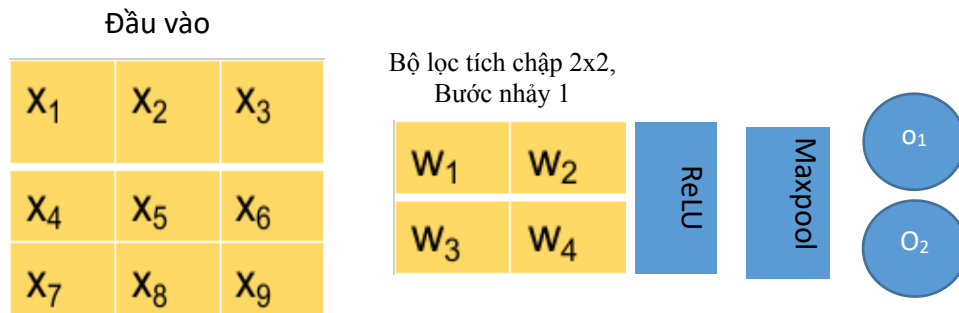 Đầu vào
x₁ x₂ x₃
x₄ x₅ x₆
x₇ x₈ x₉
Bộ lọc tích chập 2x2,
Bước nhảy 1
w₁ w₂
w₃ w₄
ReLU
Maxpool
o₁
O₂